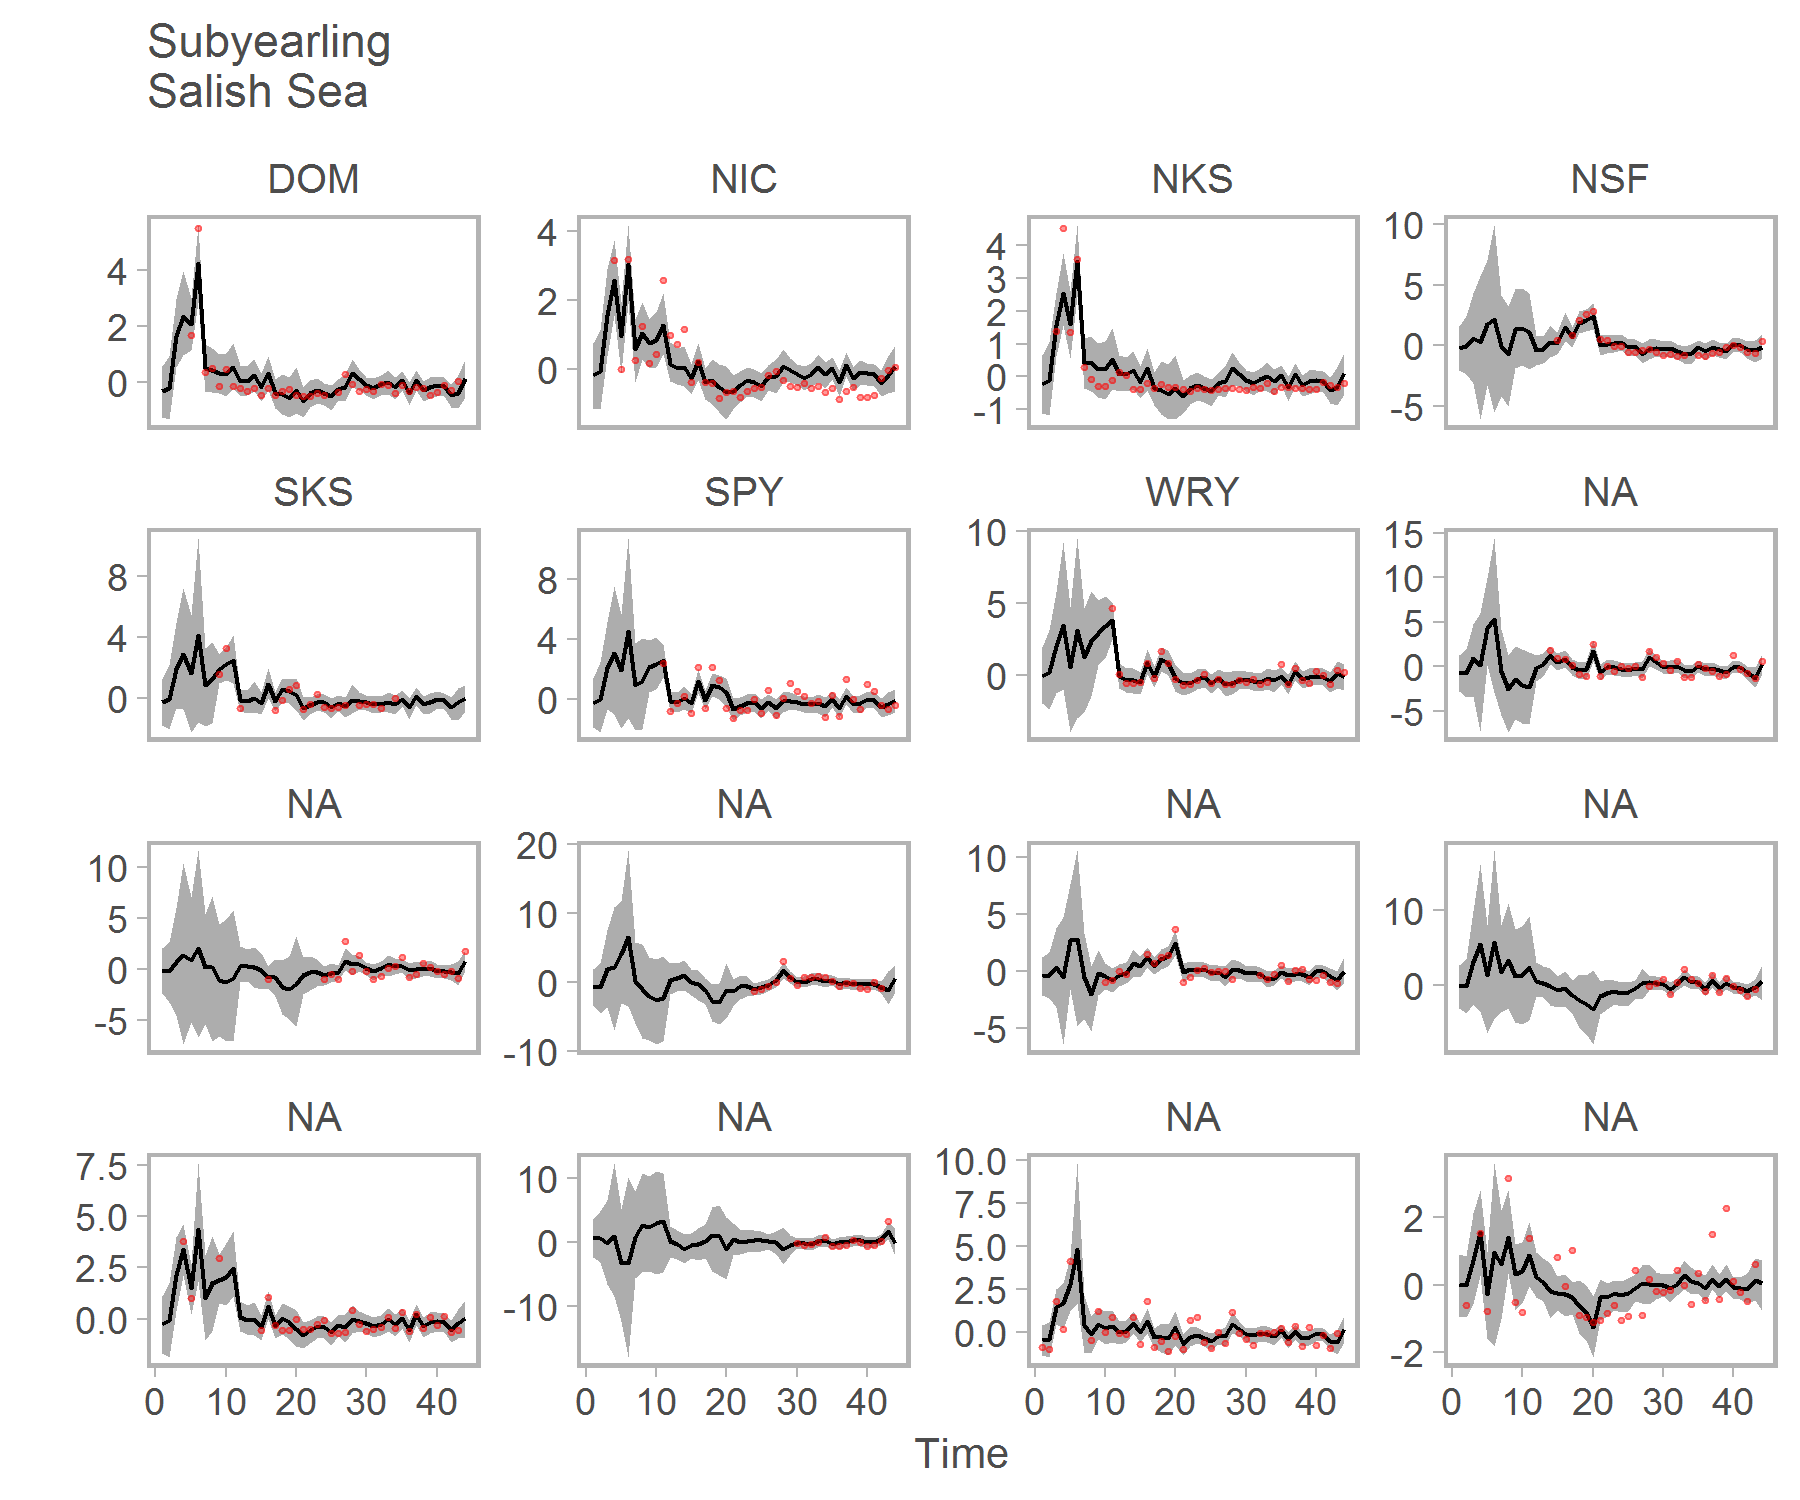 Subyearling
Salish Sea
DOM NIC NKS NSF
4 2 0
4 2 0
4 3 2 1 0 -1
10 5 0 -5
SKS SPY WRY NA
8 4 0
8 4 0
10 5 0
15 10 5 0 -5
NA NA NA NA
10 5 0 -5
20 10 0 -10
10 5 0 -5
10 0
NA NA NA NA
7.5 5.0 2.5 0.0
10 0 -10
10.0 7.5 5.0 2.5 0.0
2 0 -2
0 10 20 30 40 0 10 20 30 40 0 10 20 30 40 0 10 20 30 40
Time